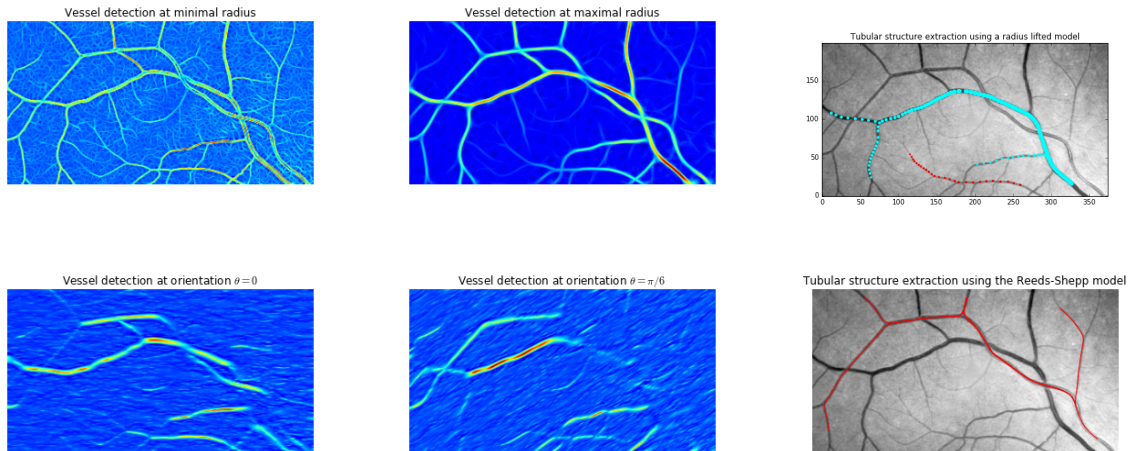 Vessel detection at minimal radius
Vessel detection at maximal radius
Tubular structure extraction using a radius lifted model
150
100
50
0
0 50 100 150 200 250 300 350
Vessel detection at orientation θ=0
Vessel detection at orientation θ=π/6
Tubular structure extraction using the Reeds-Shepp model